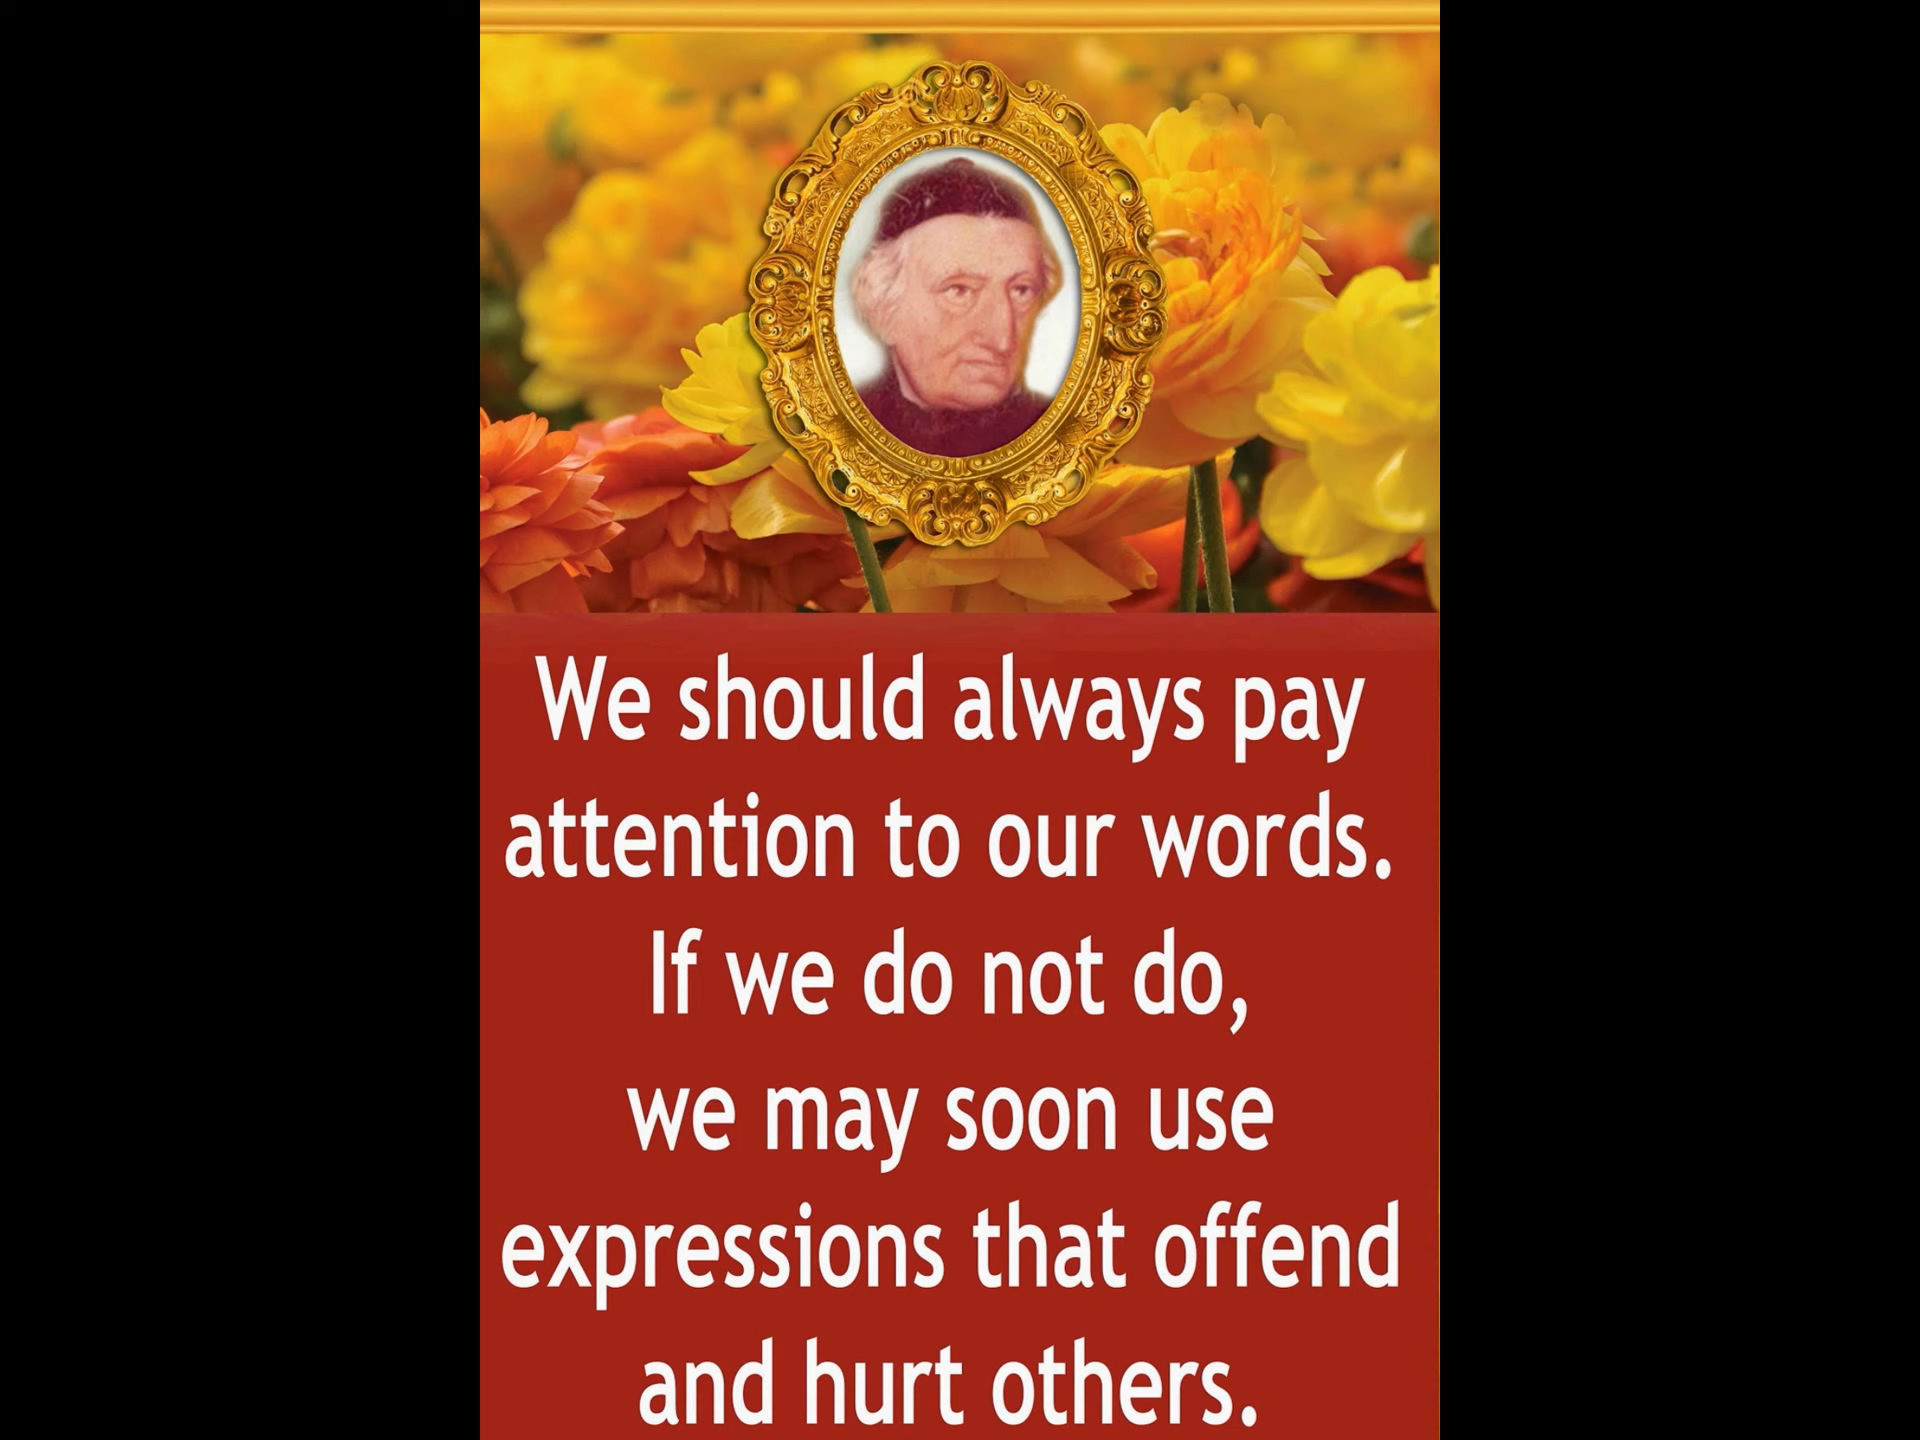 We should always pay
attention to our words.
If we do not do,
we may soon use
expressions that offend
and hurt others.